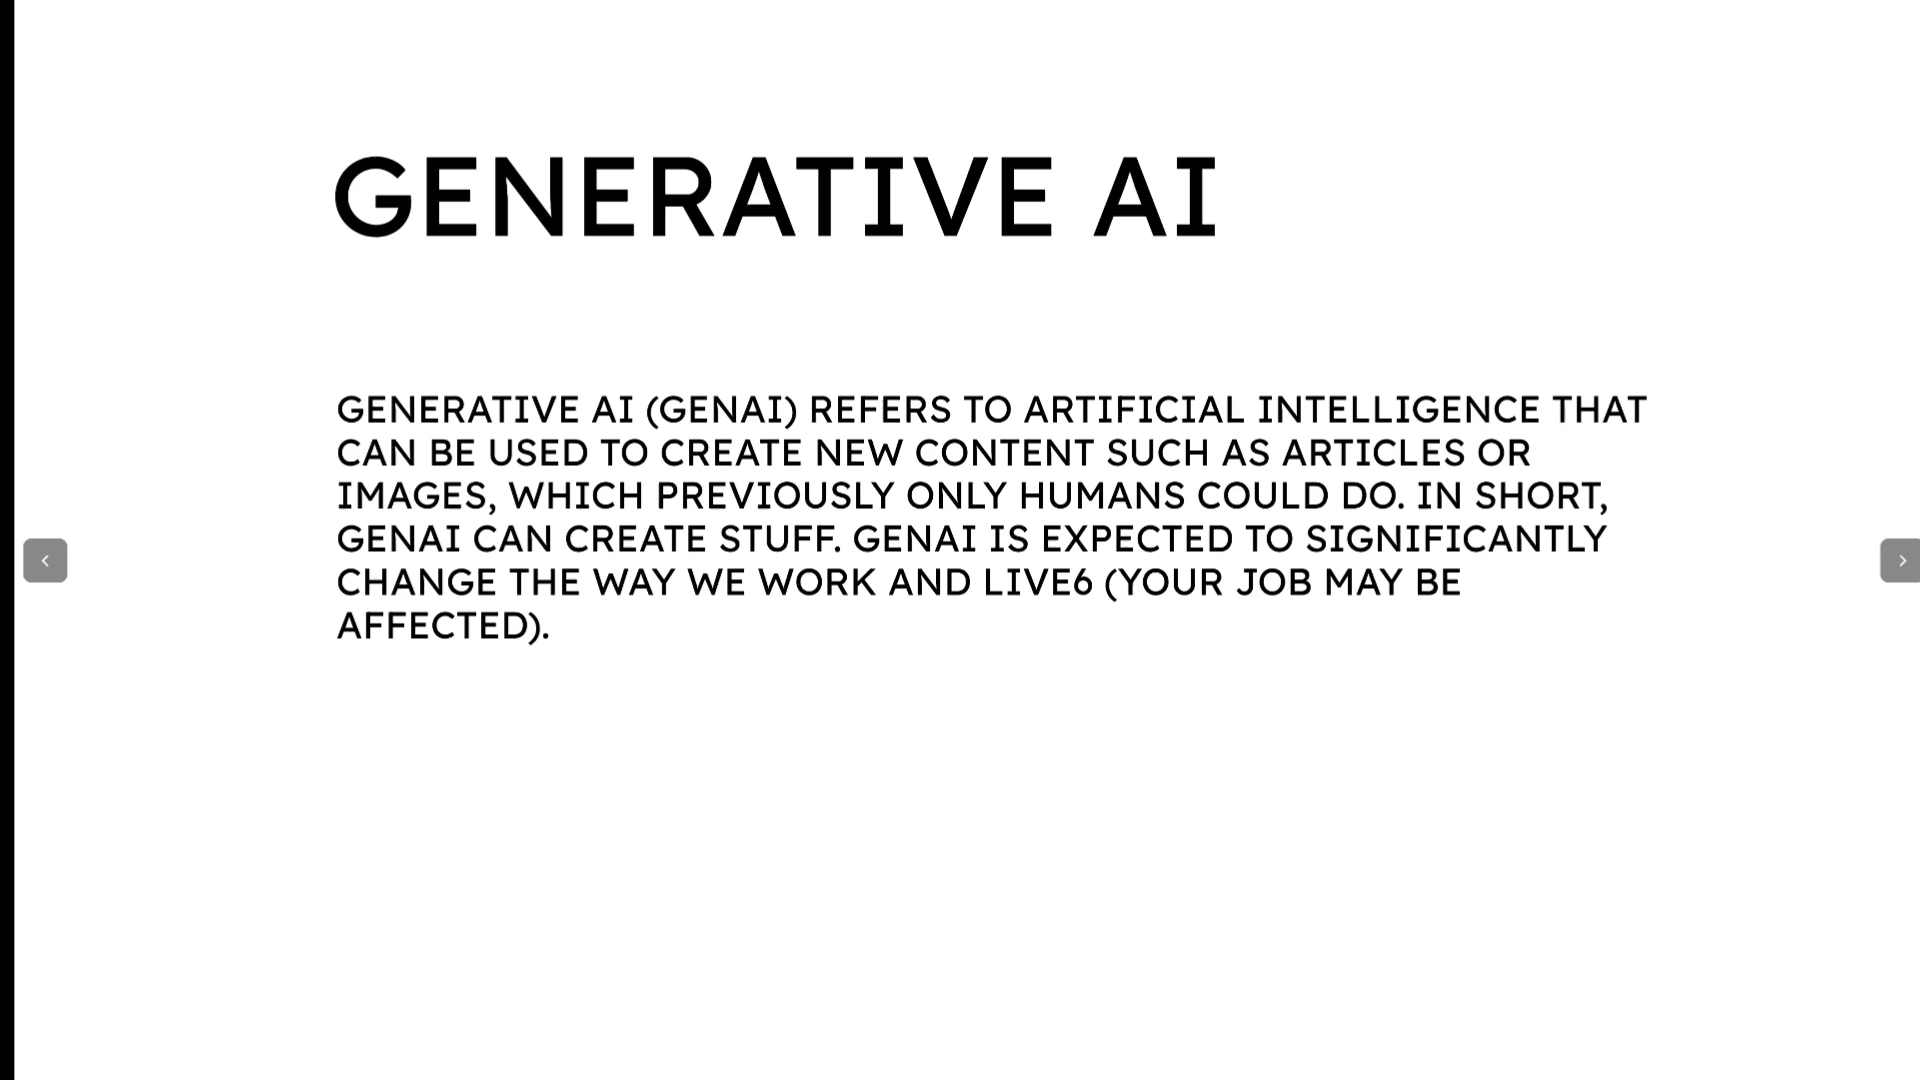 GENERATIVE AI
GENERATIVE AI (GENAI) REFERS TO ARTIFICIAL INTELLIGENCE THAT
CAN BE USED TO CREATE NEW CONTENT SUCH AS ARTICLES OR
IMAGES, WHICH PREVIOUSLY ONLY HUMANS COULD DO. IN SHORT,
GENAI CAN CREATE STUFF. GENAI IS EXPECTED TO SIGNIFICANTLY
CHANGE THE WAY WE WORK AND LIVE6 (YOUR JOB MAY BE
AFFECTED).